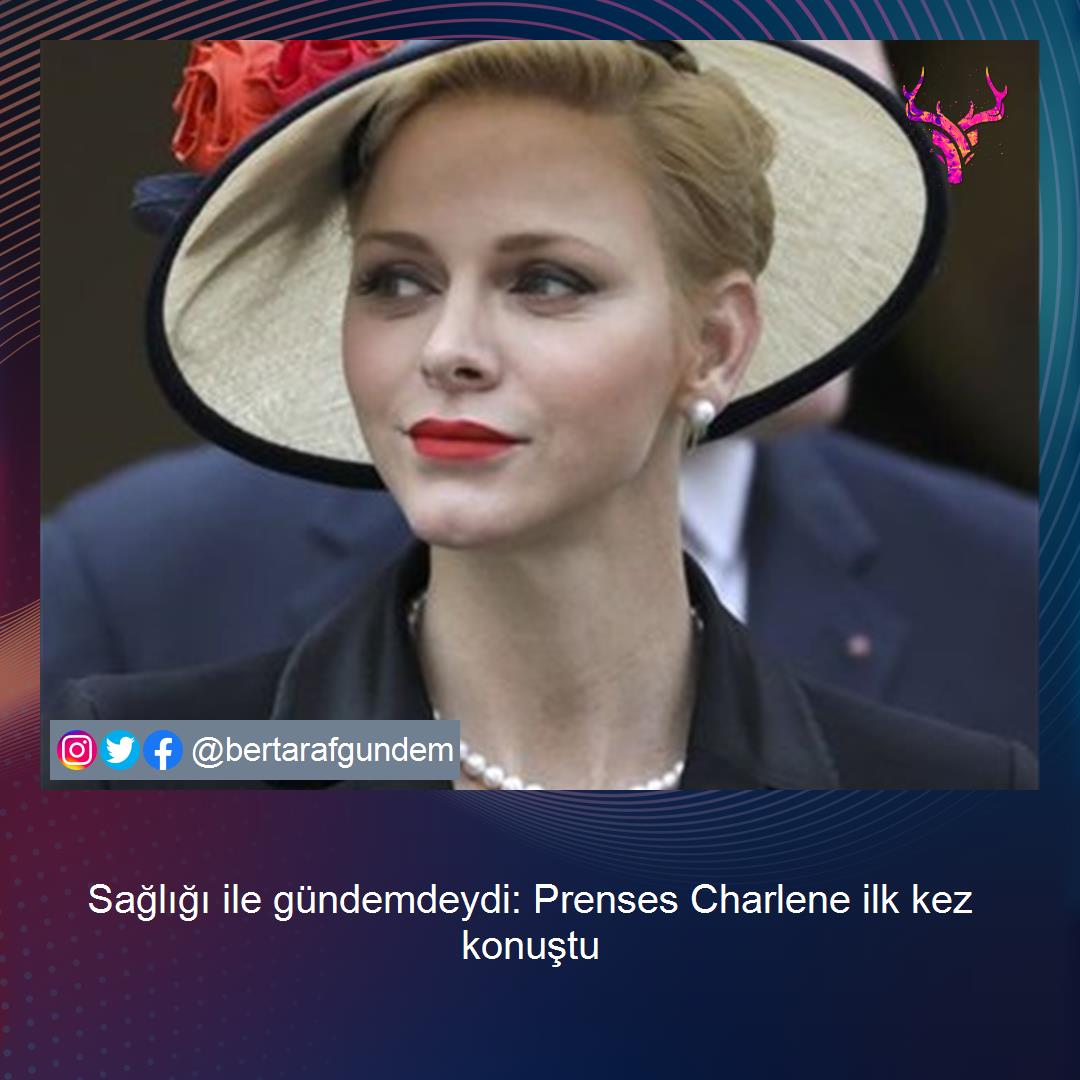 @bertarafgundem
Sağlığı ile gündemdeydi: Prenses Charlene ilk kez
konuştu